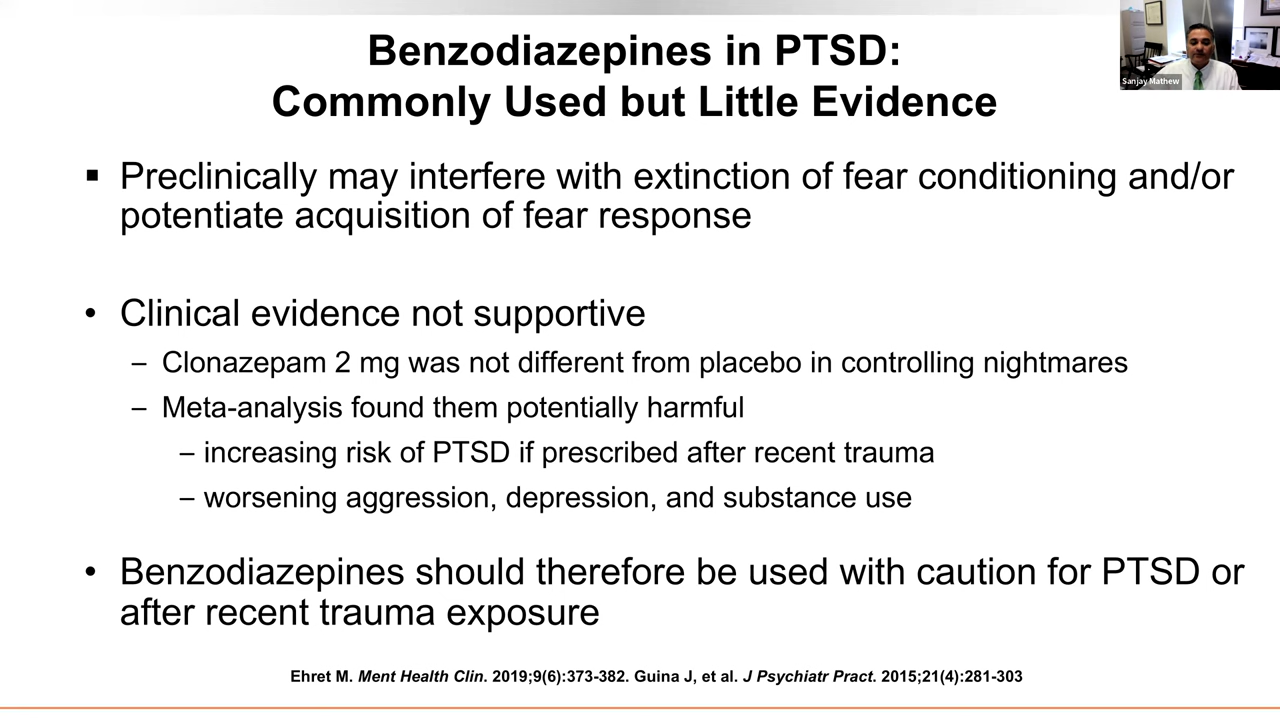 Benzodiazepines in PTSD:
Commonly Used but Little Evidence
Sanjay Mathew
▪ Preclinically may interfere with extinction of fear conditioning and/or
potentiate acquisition of fear response
• Clinical evidence not supportive
– Clonazepam 2 mg was not different from placebo in controlling nightmares
– Meta-analysis found them potentially harmful
– increasing risk of PTSD if prescribed after recent trauma
– worsening aggression, depression, and substance use
• Benzodiazepines should therefore be used with caution for PTSD or
after recent trauma exposure
Ehret M. Ment Health Clin. 2019;9(6):373-382. Guina J, et al. J Psychiatr Pract. 2015;21(4):281-303